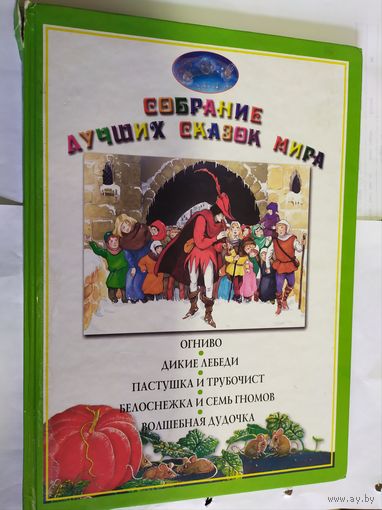 СОБРАНИЕ
ЛУЧШИХ СКАЗОК МИРА
ОГНИВО
ДИКИЕ ЛЕБЕДИ
ПАСТУШКА И ТРУБОЧИСТ
БЕЛОСНЕЖКА И СЕМЬ ГНОМОВ
ВОЛШЕБНАЯ ДУДОЧКА
www.ay.by